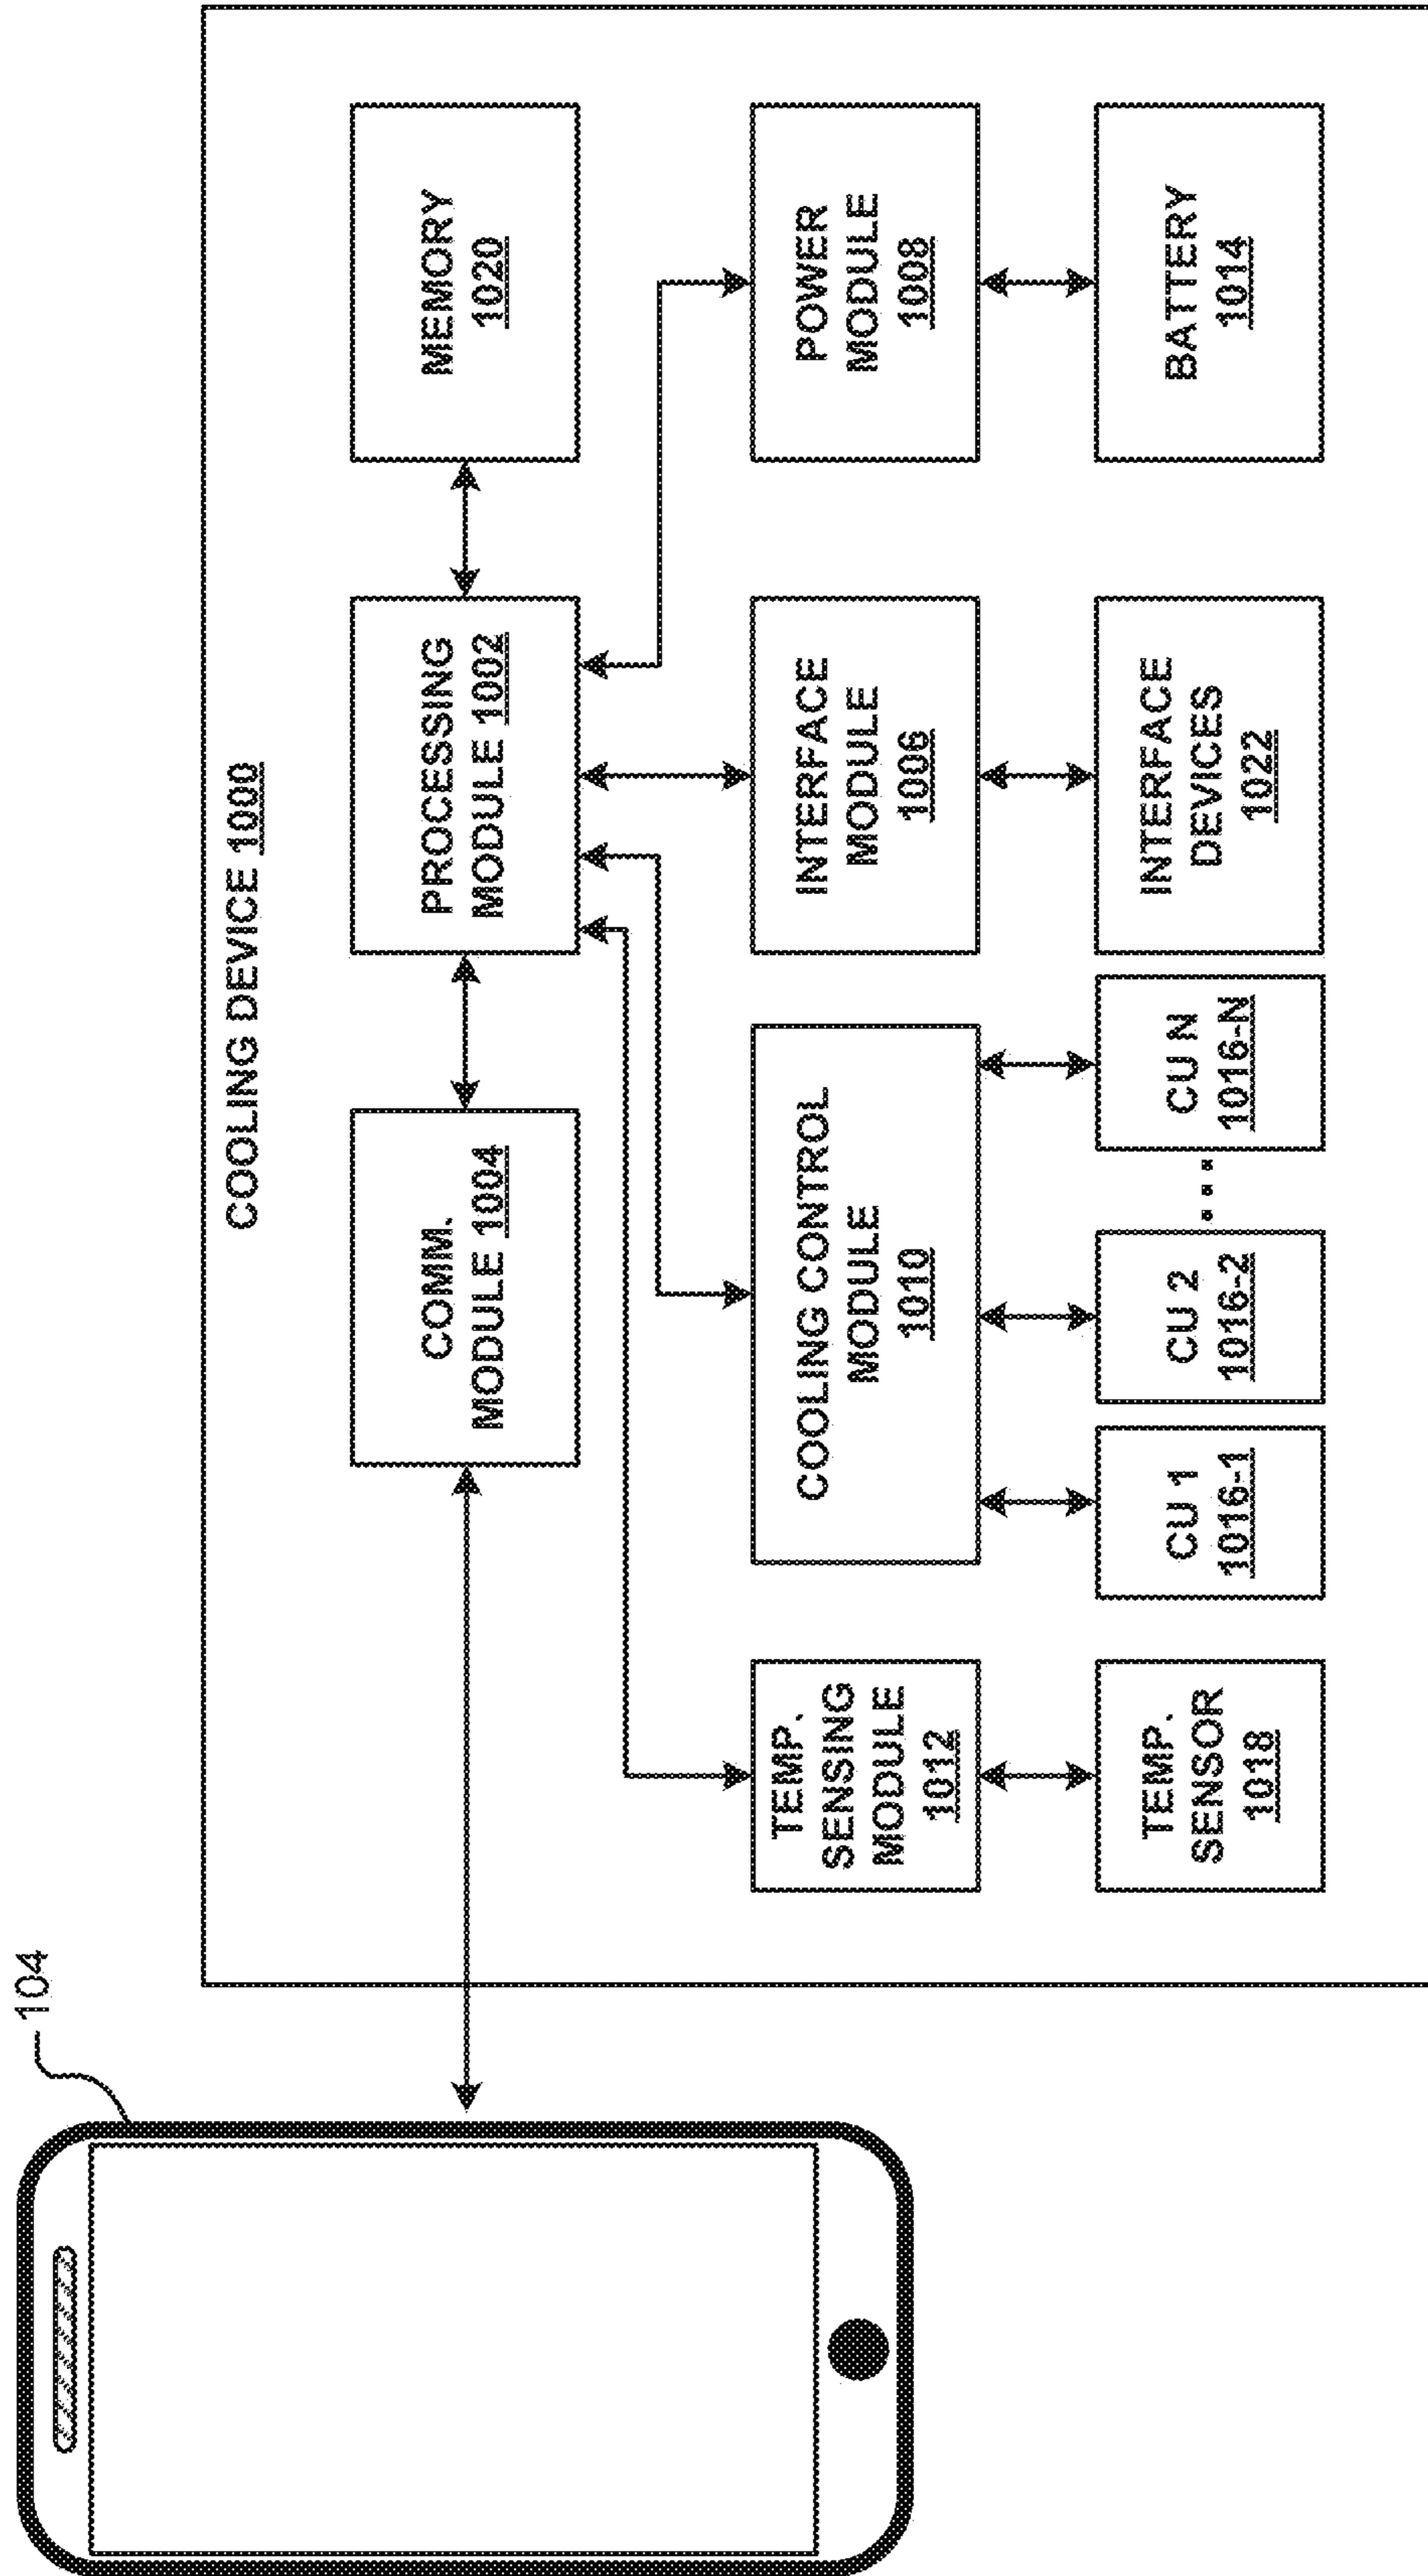 104
COOLING DEVICE 1000
COMM.
MODULE 1004
PROCESSING
MODULE 1002
MEMORY
1020
TEMP.
SENSING
MODULE
1012
COOLING CONTROL
MODULE
1010
INTERFACE
MODULE
1006
POWER
MODULE
1008
TEMP.
SENSOR
1018
CU 1
1016-1
CU 2
1016-2
...
CU N
1016-N
INTERFACE
DEVICES
1022
BATTERY
1014